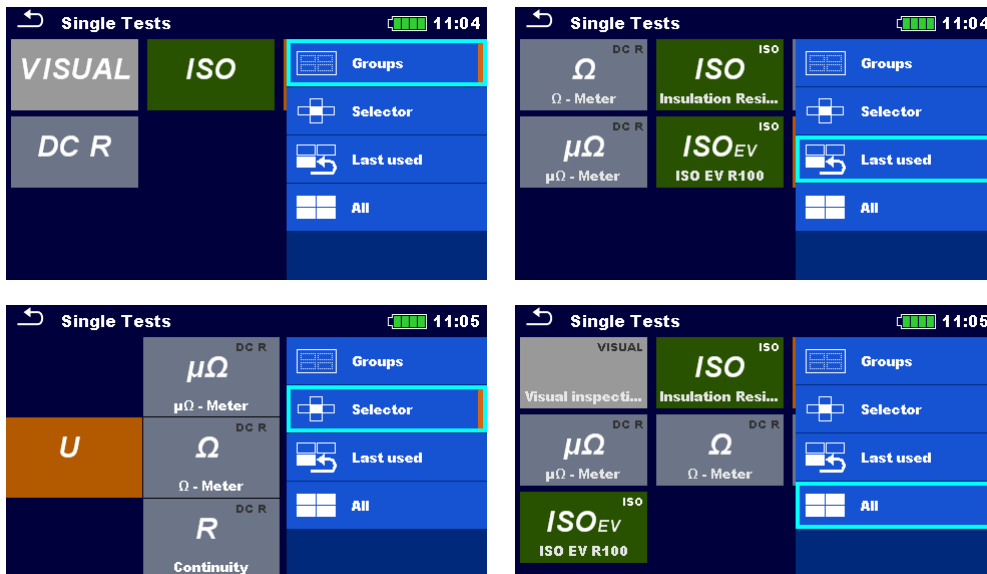 Single Tests 11:04
VISUAL ISO
DC R
Groups
Selector
Last used
All
Single Tests 11:04
DC R
Ω
Ω - Meter
ISO
ISO
Insulation Resi...
DC R
μΩ
μΩ - Meter
ISO
ISOEV
ISO EV R100
Groups
Selector
Last used
All
Single Tests 11:05
U
DC R
μΩ
μΩ - Meter
DC R
Ω
Ω - Meter
DC R
R
Continuity
Groups
Selector
Last used
All
Single Tests 11:05
VISUAL
Visual inspecti...
ISO
ISO
Insulation Resi...
DC R
μΩ
μΩ - Meter
DC R
Ω
Ω - Meter
ISO
ISOEV
ISO EV R100
Groups
Selector
Last used
All